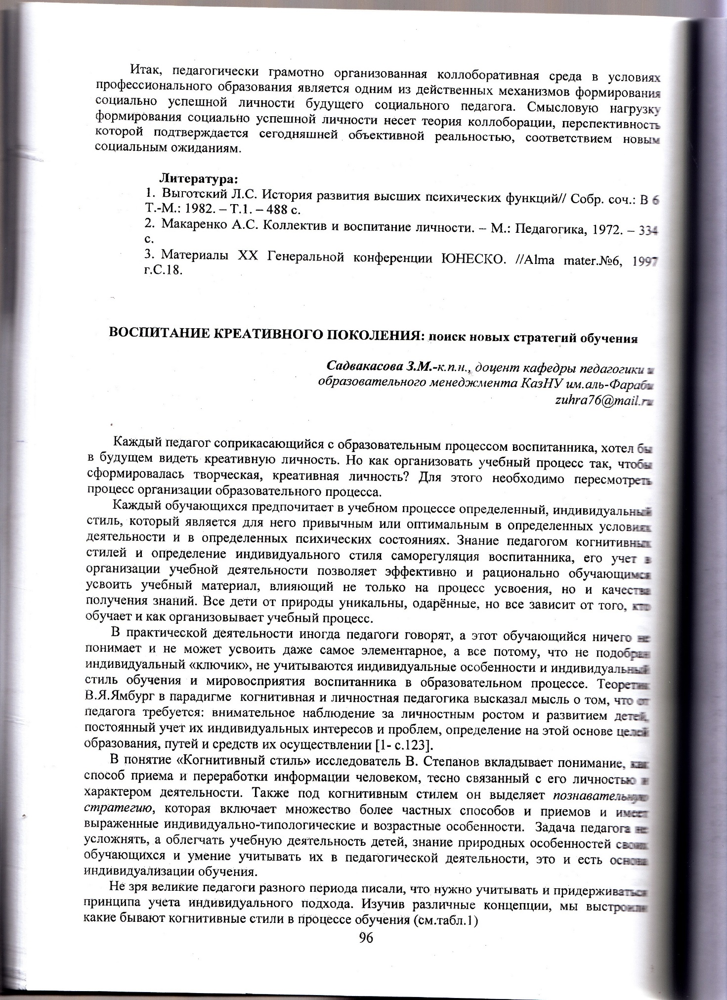 Итак, педагогически грамотно организованная коллоборативная среда в условиях
профессионального образования является одним из действенных механизмов формирования
социально успешной личности будущего социального педагога. Смысловую нагрузку
формирования социально успешной личности несет теория коллоборации, перспективность
которой подтверждается сегодняшней объективной реальностью, соответствием новым
социальным ожиданиям.
Литература:
1. Выготский Л.С. История развития высших психических функций// Собр. соч.: В 6
Т.-М.: 1982. – Т.1. – 488 с.
2. Макаренко А.С. Коллектив и воспитание личности. – М.: Педагогика, 1972. – 334
с.
3. Материалы XX Генеральной конференции ЮНЕСКО. //Alma mater.№6, 1997
г.С.18.
ВОСПИТАНИЕ КРЕАТИВНОГО ПОКОЛЕНИЯ: поиск новых стратегий обучения
Садвакасова З.М.-к.п.н., доцент кафедры педагогики и
образовательного менеджмента КазНУ им.аль-Фараби
zuhra76@mail.ru
Каждый педагог соприкасающийся с образовательным процессом воспитанника, хотел бы
в будущем видеть креативную личность. Но как организовать учебный процесс так, чтобы
сформировалась творческая, креативная личность? Для этого необходимо пересмотреть
процесс организации образовательного процесса.
Каждый обучающихся предпочитает в учебном процессе определенный, индивидуальный
стиль, который является для него привычным или оптимальным в определенных условиях
деятельности и в определенных психических состояниях. Знание педагогом когнитивных
стилей и определение индивидуального стиля саморегуляция воспитанника, его учет в
организации учебной деятельности позволяет эффективно и рационально обучающимся
усвоить учебный материал, влияющий не только на процесс усвоения, но и качества
получения знаний. Все дети от природы уникальны, одарённые, но все зависит от того, кто
обучает и как организовывает учебный процесс.
В практической деятельности иногда педагоги говорят, а этот обучающийся ничего не
понимает и не может усвоить даже самое элементарное, а все потому, что не подобран
индивидуальный «ключик», не учитываются индивидуальные особенности и индивидуальный
стиль обучения и мировосприятия воспитанника в образовательном процессе. Теоретик
В.Я.Ямбург в парадигме когнитивная и личностная педагогика высказал мысль о том, что от
педагога требуется: внимательное наблюдение за личностным ростом и развитием детей,
постоянный учет их индивидуальных интересов и проблем, определение на этой основе целей
образования, путей и средств их осуществлении [1- с.123].
В понятие «Когнитивный стиль» исследователь В. Степанов вкладывает понимание, как
способ приема и переработки информации человеком, тесно связанный с его личностью и
характером деятельности. Также под когнитивным стилем он выделяет познавательную
стратегию, которая включает множество более частных способов и приемов и имеет
выраженные индивидуально-типологические и возрастные особенности. Задача педагога не
усложнять, а облегчать учебную деятельность детей, знание природных особенностей своих
обучающихся и умение учитывать их в педагогической деятельности, это и есть основа
индивидуализации обучения.
Не зря великие педагоги разного периода писали, что нужно учитывать и придерживаться
принципа учета индивидуального подхода. Изучив различные концепции, мы выстроили
какие бывают когнитивные стили в процессе обучения (см.табл.1)
96